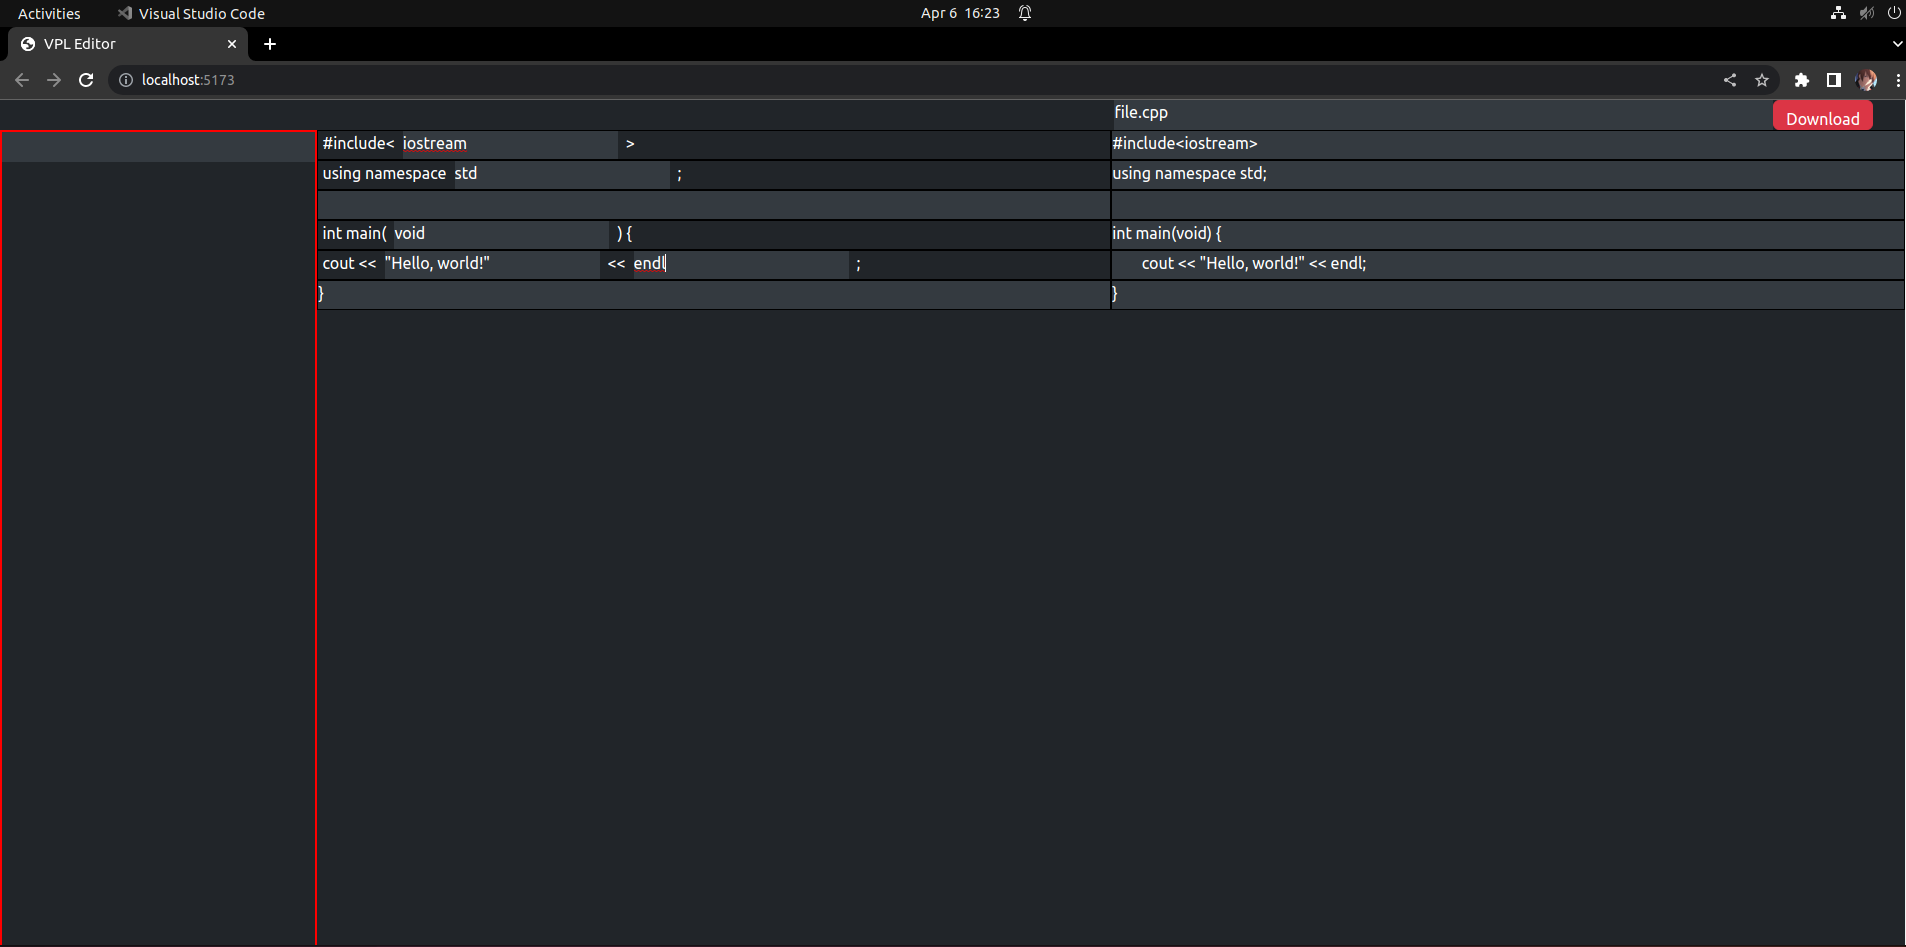 Activities Visual Studio Code Apr 6 16:23
VPL Editor
localhost:5173
file.cpp Download
#include< iostream >
using namespace std ;
int main( void ) {
cout << "Hello, world!" << endl ;
}
#include<iostream>
using namespace std;
int main(void) {
cout << "Hello, world!" << endl;
}